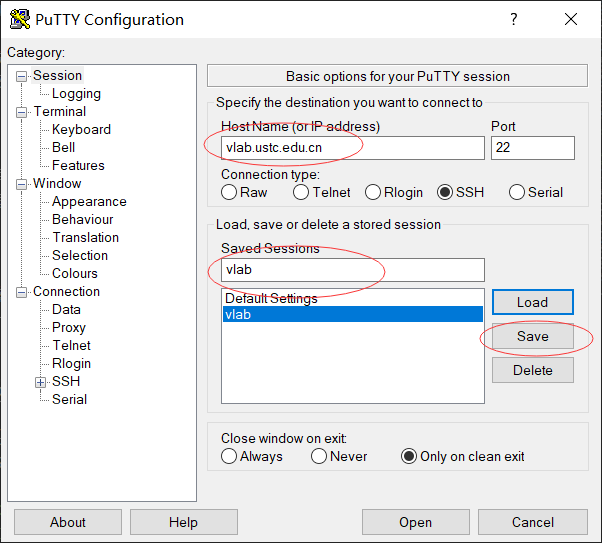 PuTTY Configuration
Category:
Session
Logging
Terminal
Keyboard
Bell
Features
Window
Appearance
Behaviour
Translation
Selection
Colours
Connection
Data
Proxy
Telnet
Rlogin
SSH
Serial
Basic options for your PuTTY session
Specify the destination you want to connect to
Host Name (or IP address) Port
vlab.ustc.edu.cn 22
Connection type:
Raw Telnet Rlogin SSH Serial
Load, save or delete a stored session
Saved Sessions
vlab
Default Settings
vlab
Load
Save
Delete
Close window on exit:
Always Never Only on clean exit
About Help Open Cancel